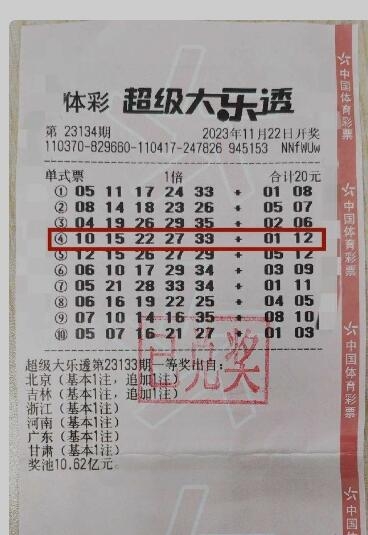 体彩 超级大乐透
第 23134期 2023年11月22日开奖
110370-829660-110417-247826 945153 NNfWUw
单式票 1倍 合计20元
① 05 11 17 24 33 + 01 08
② 08 14 18 23 26 + 05 07
③ 04 19 26 29 35 + 02 06
④ 10 15 22 27 33 + 01 12
⑤ 12 15 26 27 29 + 05 12
⑥ 06 10 17 29 34 + 03 09
⑦ 05 21 28 33 34 + 01 11
⑧ 06 16 19 22 25 + 04 05
⑨ 07 10 14 16 35 + 08 10
⑩ 05 07 16 21 27 + 01 03
超级大乐透第23133期一等奖出自:
北京(基本1注，追加1注)
吉林(基本1注，追加1注)
浙江(基本1注)
河南(基本1注)
广东(基本1注)
甘肃(基本1注)
奖池10.62亿元。
已兑奖
中国体育彩票
中国体育彩票
中国体育彩票
中国体